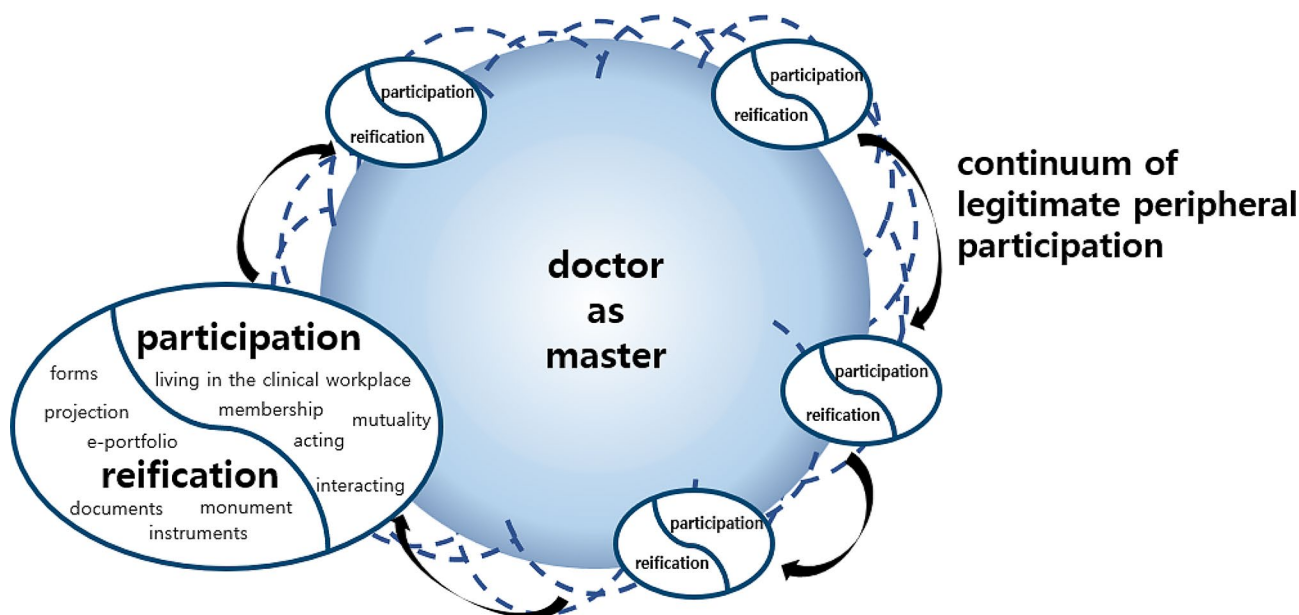 participation
reification
participation
reification
continuum of
legitimate peripheral
participation
doctor
as
master
participation
forms
living in the clinical workplace
projection
membership
mutuality
e-portfolio
acting
reification
interacting
documents
monument
instruments
participation
reification
participation
reification